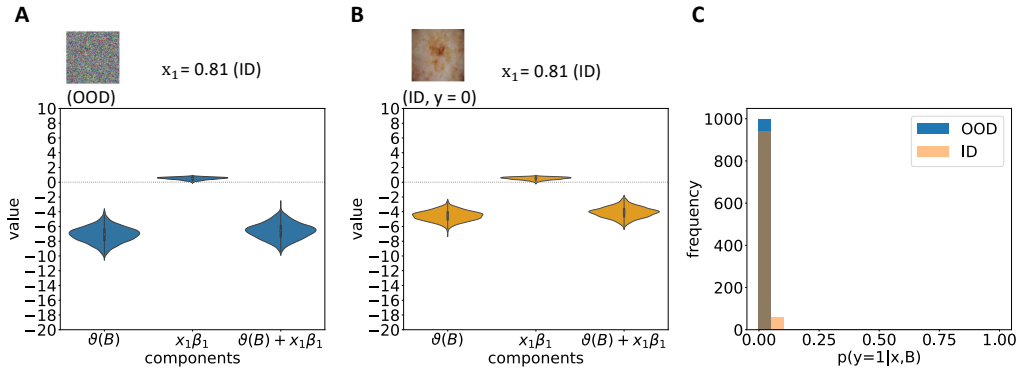 A
x₁ = 0.81 (ID)
(OOD)
10
8
6
4
2
0
−2
−4
−6
−8
−10
−12
−14
−16
−18
−20
value
ϑ(B)
x₁β₁
ϑ(B) + x₁β₁
components
B
x₁ = 0.81 (ID)
(ID, y = 0)
10
8
6
4
2
0
−2
−4
−6
−8
−10
−12
−14
−16
−18
−20
value
ϑ(B)
x₁β₁
ϑ(B) + x₁β₁
components
C
OOD
ID
1000
800
600
400
200
0
frequency
0.00
0.25
0.50
0.75
1.00
p(y=1|x,B)